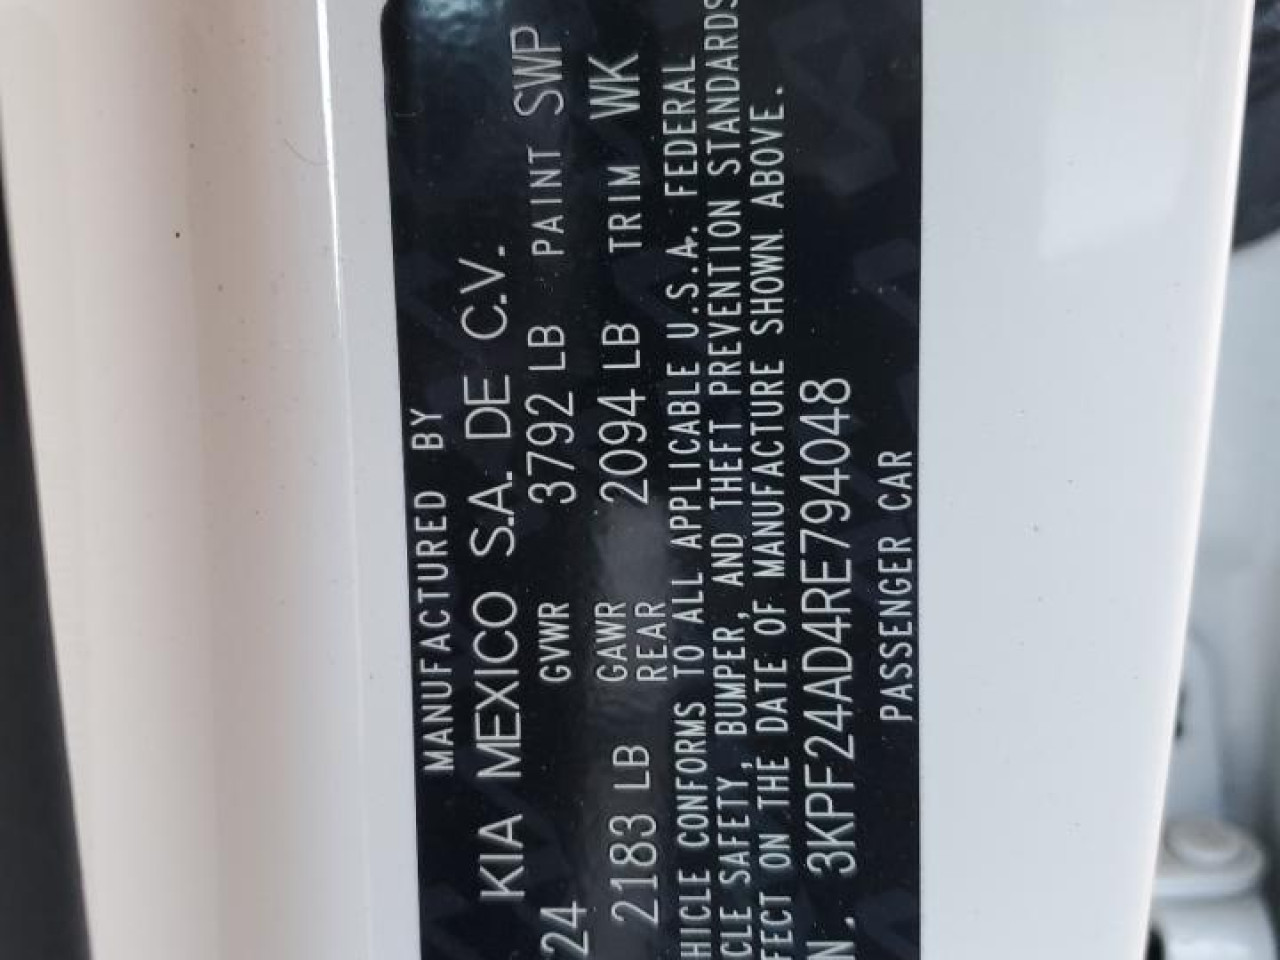 MANUFACTURED BY
KIA MEXICO S.A. DE C.V.
24 GVWR 3792 LB PAINT SWP
2183 LB GAWR REAR 2094 LB TRIM WK
HICLE CONFORMS TO ALL APPLICABLE U.S.A. FEDERAL
CLE SAFETY, BUMPER, AND THEFT PREVENTION STANDARDS
FECT ON THE DATE OF MANUFACTURE SHOWN ABOVE.
N. 3KPF24AD4RE794048
PASSENGER CAR